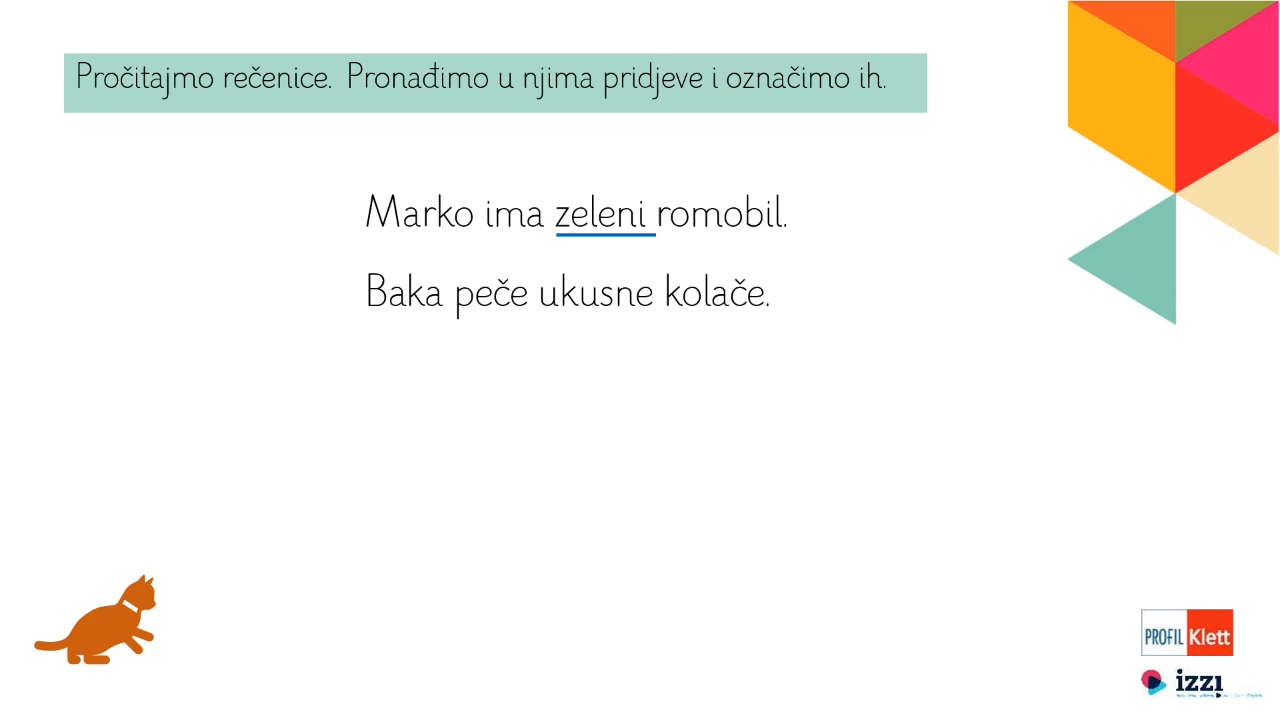 Pročitajmo rečenice. Pronađimo u njima pridjeve i označimo ih.
Marko ima zeleni romobil.
Baka peče ukusne kolače.
PROFIL Klett
izzi